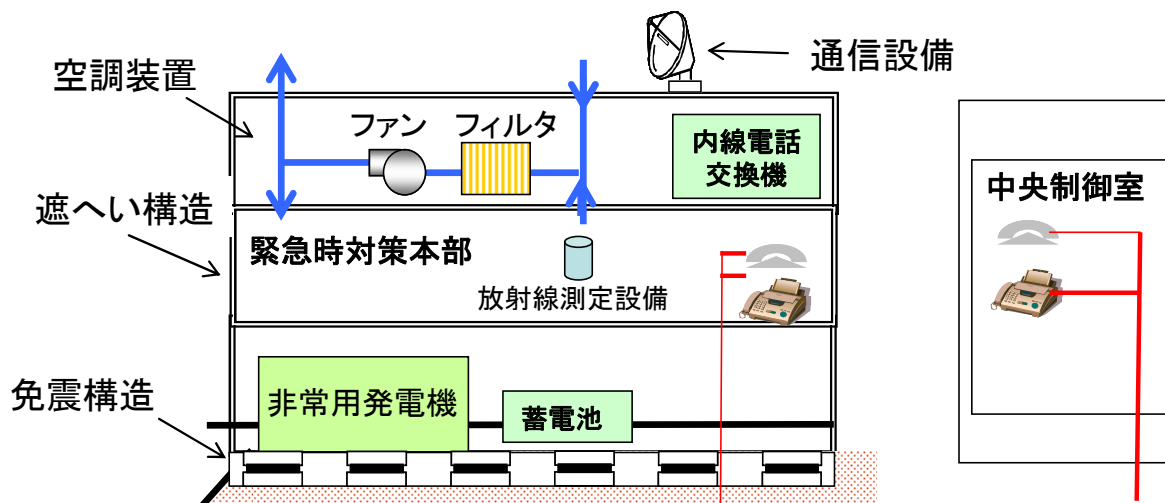 通信設備
空調装置
ファン
フィルタ
内線電話
交換機
中央制御室
遮へい構造
緊急時対策本部
放射線測定設備
免震構造
非常用発電機
蓄電池